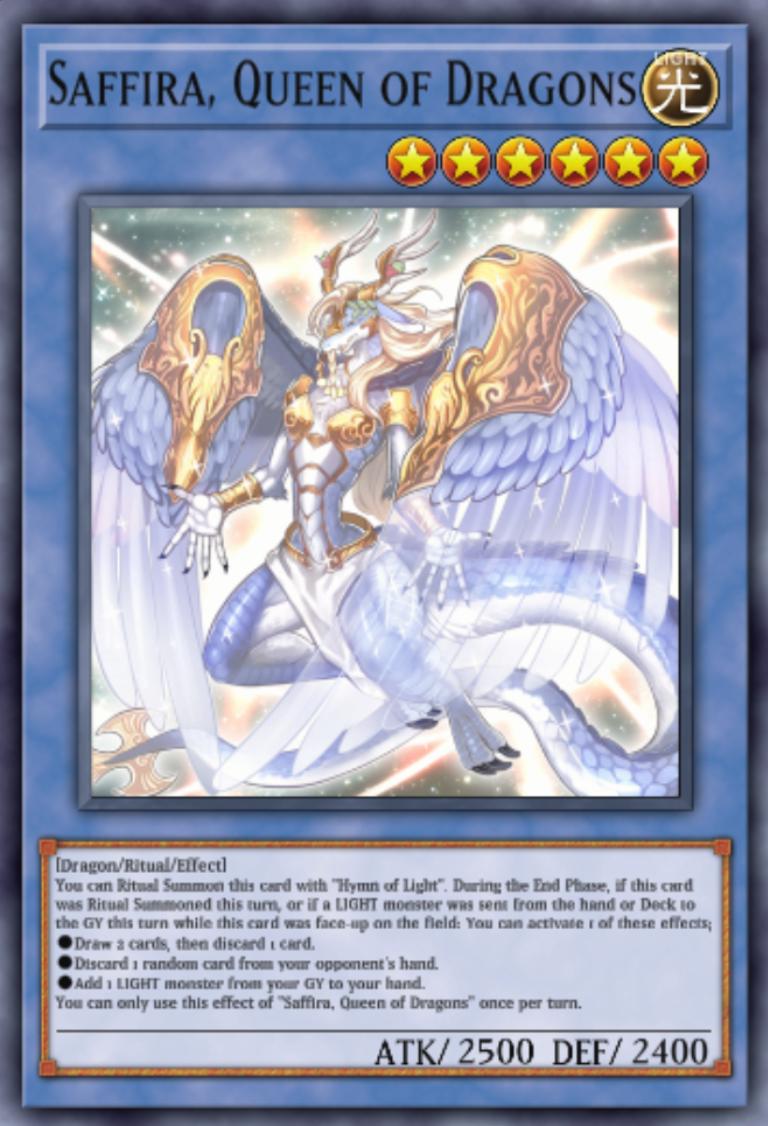 SAFFIRA, QUEEN OF DRAGONS
LIGHT
光
[Dragon/Ritual/Effect]
You can Ritual Summon this card with "Hymn of Light". During the End Phase, if this card
was Ritual Summoned this turn, or if a LIGHT monster was sent from the hand or Deck to
the GY this turn while this card was face-up on the field: You can activate 1 of these effects;
●Draw 2 cards, then discard 1 card.
●Discard 1 random card from your opponent's hand.
●Add 1 LIGHT monster from your GY to your hand.
You can only use this effect of "Saffira, Queen of Dragons" once per turn.
ATK/ 2500 DEF/ 2400